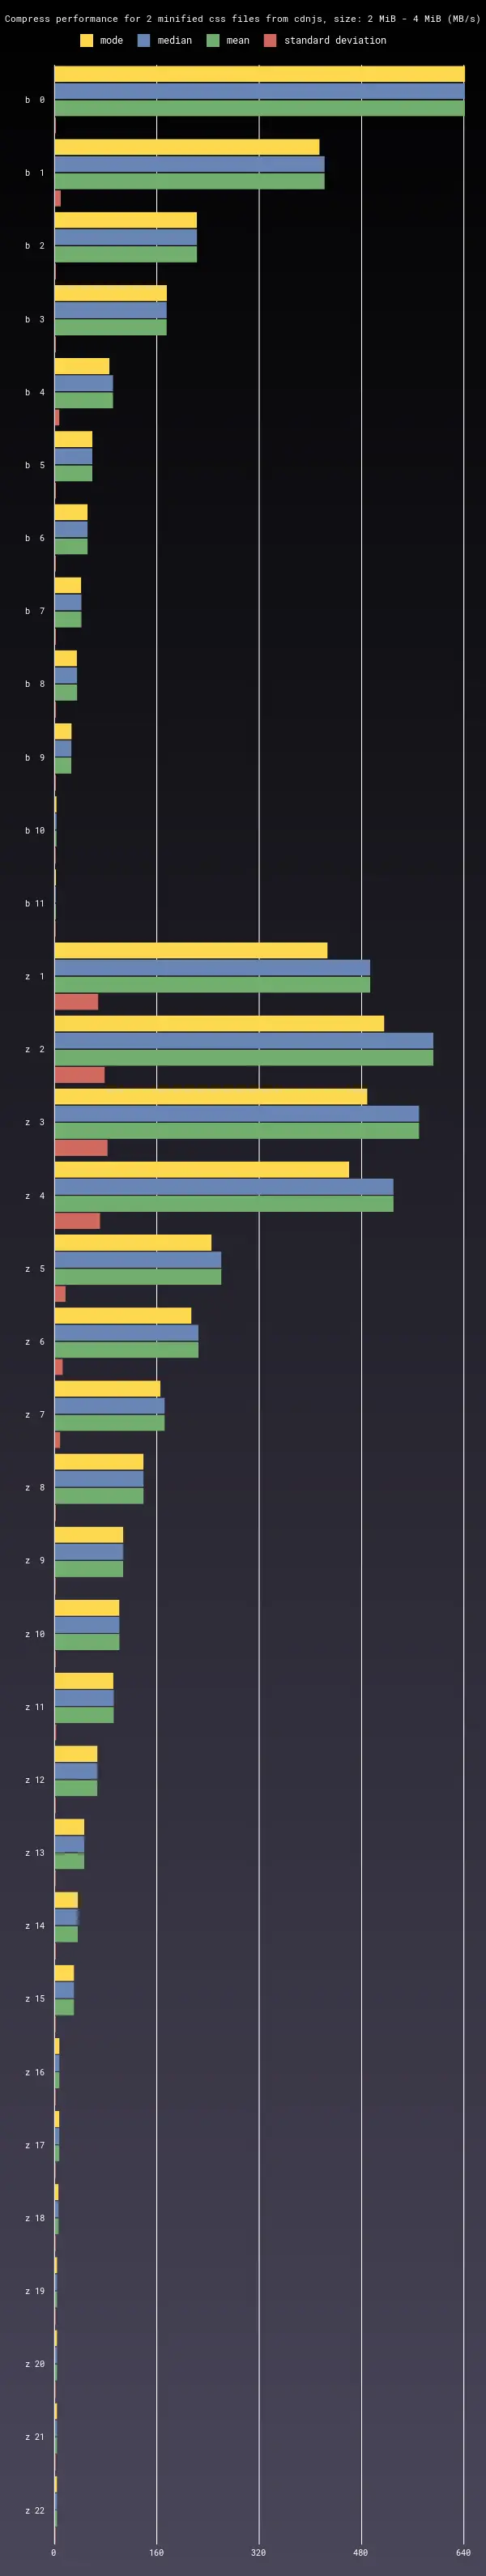 Compress performance for 2 minified css files from cdnjs, size: 2 MiB - 4 MiB (MB/s)
mode median mean standard deviation
b 0
b 1
b 2
b 3
b 4
b 5
b 6
b 7
b 8
b 9
b 10
b 11
z 1
z 2
z 3
z 4
z 5
z 6
z 7
z 8
z 9
z 10
z 11
z 12
z 13
z 14
z 15
z 16
z 17
z 18
z 19
z 20
z 21
z 22
0 160 320 480 640